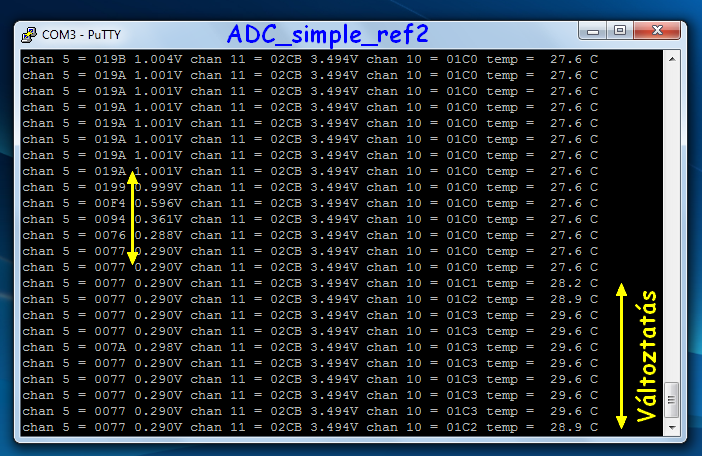 ADC_simple_ref2
COM3 - PuTTY
chan 5 = 019B 1.004V chan 11 = 02CB 3.494V chan 10 = 01C0 temp =  27.6 C
chan 5 = 019A 1.001V chan 11 = 02CB 3.494V chan 10 = 01C0 temp =  27.6 C
chan 5 = 019A 1.001V chan 11 = 02CB 3.494V chan 10 = 01C0 temp =  27.6 C
chan 5 = 019A 1.001V chan 11 = 02CB 3.494V chan 10 = 01C0 temp =  27.6 C
chan 5 = 019A 1.001V chan 11 = 02CB 3.494V chan 10 = 01C0 temp =  27.6 C
chan 5 = 019A 1.001V chan 11 = 02CB 3.494V chan 10 = 01C0 temp =  27.6 C
chan 5 = 019A 1.001V chan 11 = 02CB 3.494V chan 10 = 01C0 temp =  27.6 C
chan 5 = 019A 1.001V chan 11 = 02CB 3.494V chan 10 = 01C0 temp =  27.6 C
chan 5 = 0199 0.999V chan 11 = 02CB 3.494V chan 10 = 01C0 temp =  27.6 C
chan 5 = 00F4 0.596V chan 11 = 02CB 3.494V chan 10 = 01C0 temp =  27.6 C
chan 5 = 0094 0.361V chan 11 = 02CB 3.494V chan 10 = 01C0 temp =  27.6 C
chan 5 = 0076 0.288V chan 11 = 02CB 3.494V chan 10 = 01C0 temp =  27.6 C
chan 5 = 0077 0.290V chan 11 = 02CB 3.494V chan 10 = 01C0 temp =  27.6 C
chan 5 = 0077 0.290V chan 11 = 02CB 3.494V chan 10 = 01C0 temp =  27.6 C
chan 5 = 0077 0.290V chan 11 = 02CB 3.494V chan 10 = 01C1 temp =  28.2 C
chan 5 = 0077 0.290V chan 11 = 02CB 3.494V chan 10 = 01C2 temp =  28.9 C
chan 5 = 0077 0.290V chan 11 = 02CB 3.494V chan 10 = 01C3 temp =  29.6 C
chan 5 = 0077 0.290V chan 11 = 02CB 3.494V chan 10 = 01C3 temp =  29.6 C
chan 5 = 007A 0.298V chan 11 = 02CB 3.494V chan 10 = 01C3 temp =  29.6 C
chan 5 = 0077 0.290V chan 11 = 02CB 3.494V chan 10 = 01C3 temp =  29.6 C
chan 5 = 0077 0.290V chan 11 = 02CB 3.494V chan 10 = 01C3 temp =  29.6 C
chan 5 = 0077 0.290V chan 11 = 02CB 3.494V chan 10 = 01C3 temp =  29.6 C
chan 5 = 0077 0.290V chan 11 = 02CB 3.494V chan 10 = 01C3 temp =  29.6 C
chan 5 = 0077 0.290V chan 11 = 02CB 3.494V chan 10 = 01C2 temp =  28.9 C
Változtatás